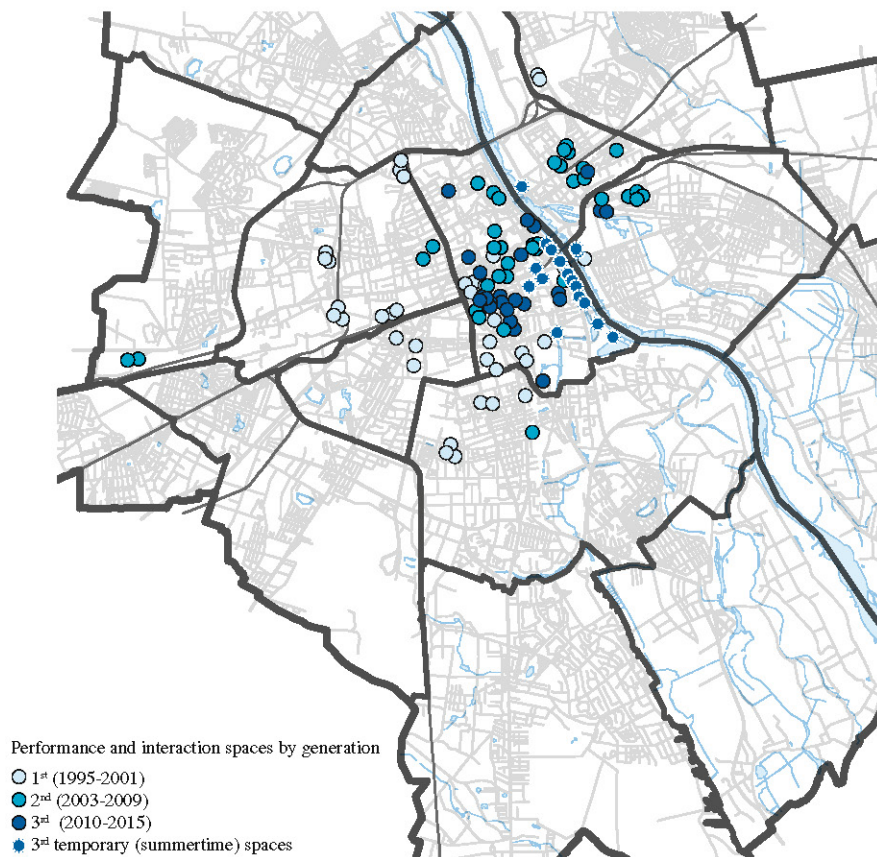 Performance and interaction spaces by generation
1st (1995-2001)
2nd (2003-2009)
3rd (2010-2015)
3rd temporary (summertime) spaces